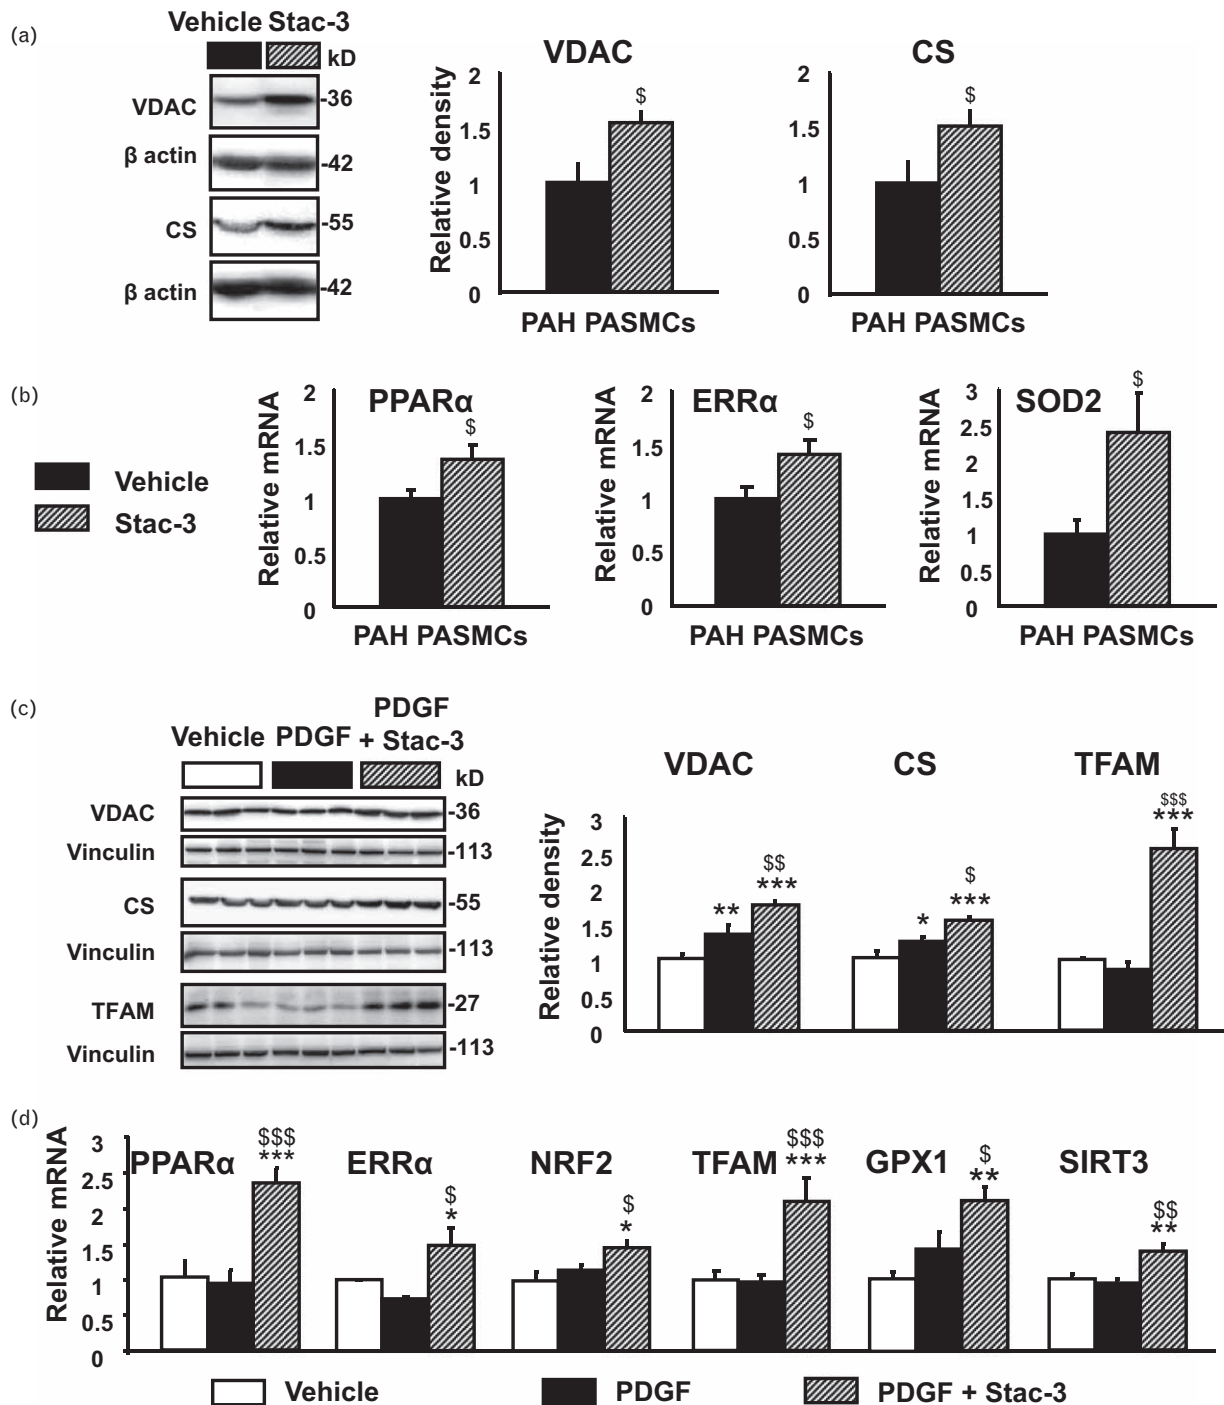 (a)
Vehicle Stac-3
kD
VDAC
-36
β actin
-42
CS
-55
β actin
-42
VDAC
Relative density
2
1.5
1
0.5
0
$
PAH PASMCs
CS
2
1.5
1
0.5
0
$
PAH PASMCs
(b)
Vehicle
Stac-3
PPARα
Relative mRNA
2
1.5
1
0.5
0
$
PAH PASMCs
ERRα
Relative mRNA
2
1.5
1
0.5
0
$
PAH PASMCs
SOD2
Relative mRNA
3
2.5
2
1.5
1
0.5
0
$
PAH PASMCs
(c)
Vehicle PDGF PDGF
+ Stac-3
kD
VDAC
-36
Vinculin
-113
CS
-55
Vinculin
-113
TFAM
-27
Vinculin
-113
VDAC CS TFAM
Relative density
3
2.5
2
1.5
1
0.5
0
**
$$
***
*
$
***
$$$
***
(d)
Relative mRNA
3
2.5
2
1.5
1
0.5
0
PPARα ERRα NRF2 TFAM GPX1 SIRT3
$$$
***
$
*
$
*
$$$
***
$
**
$$
**
Vehicle PDGF PDGF + Stac-3